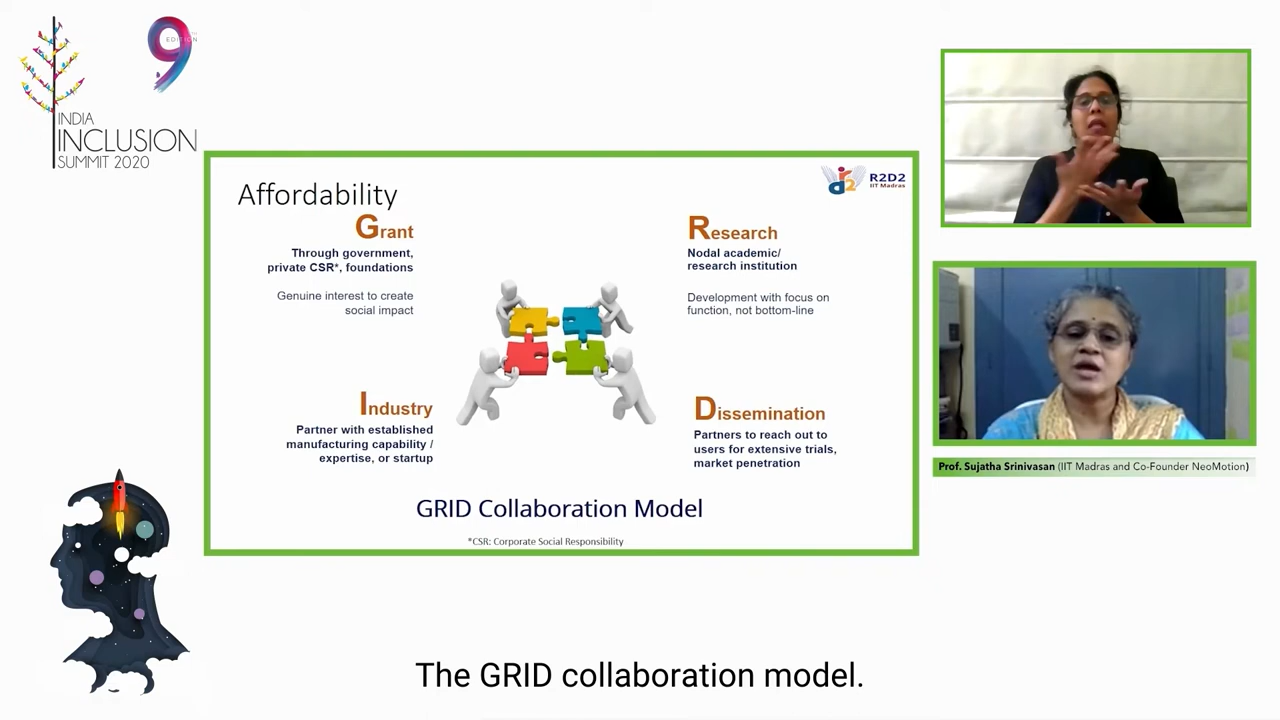 9
EDITION
INDIA
INCLUSION
SUMMIT 2020
Affordability
R2D2
IIT Madras
Grant
Through government,
private CSR*, foundations
Genuine interest to create
social impact
Research
Nodal academic/
research institution
Development with focus on
function, not bottom-line
Industry
Partner with established
manufacturing capability /
expertise, or startup
Dissemination
Partners to reach out to
users for extensive trials,
market penetration
GRID Collaboration Model
*CSR: Corporate Social Responsibility
Prof. Sujatha Srinivasan (IIT Madras and Co-Founder NeoMotion)
The GRID collaboration model.